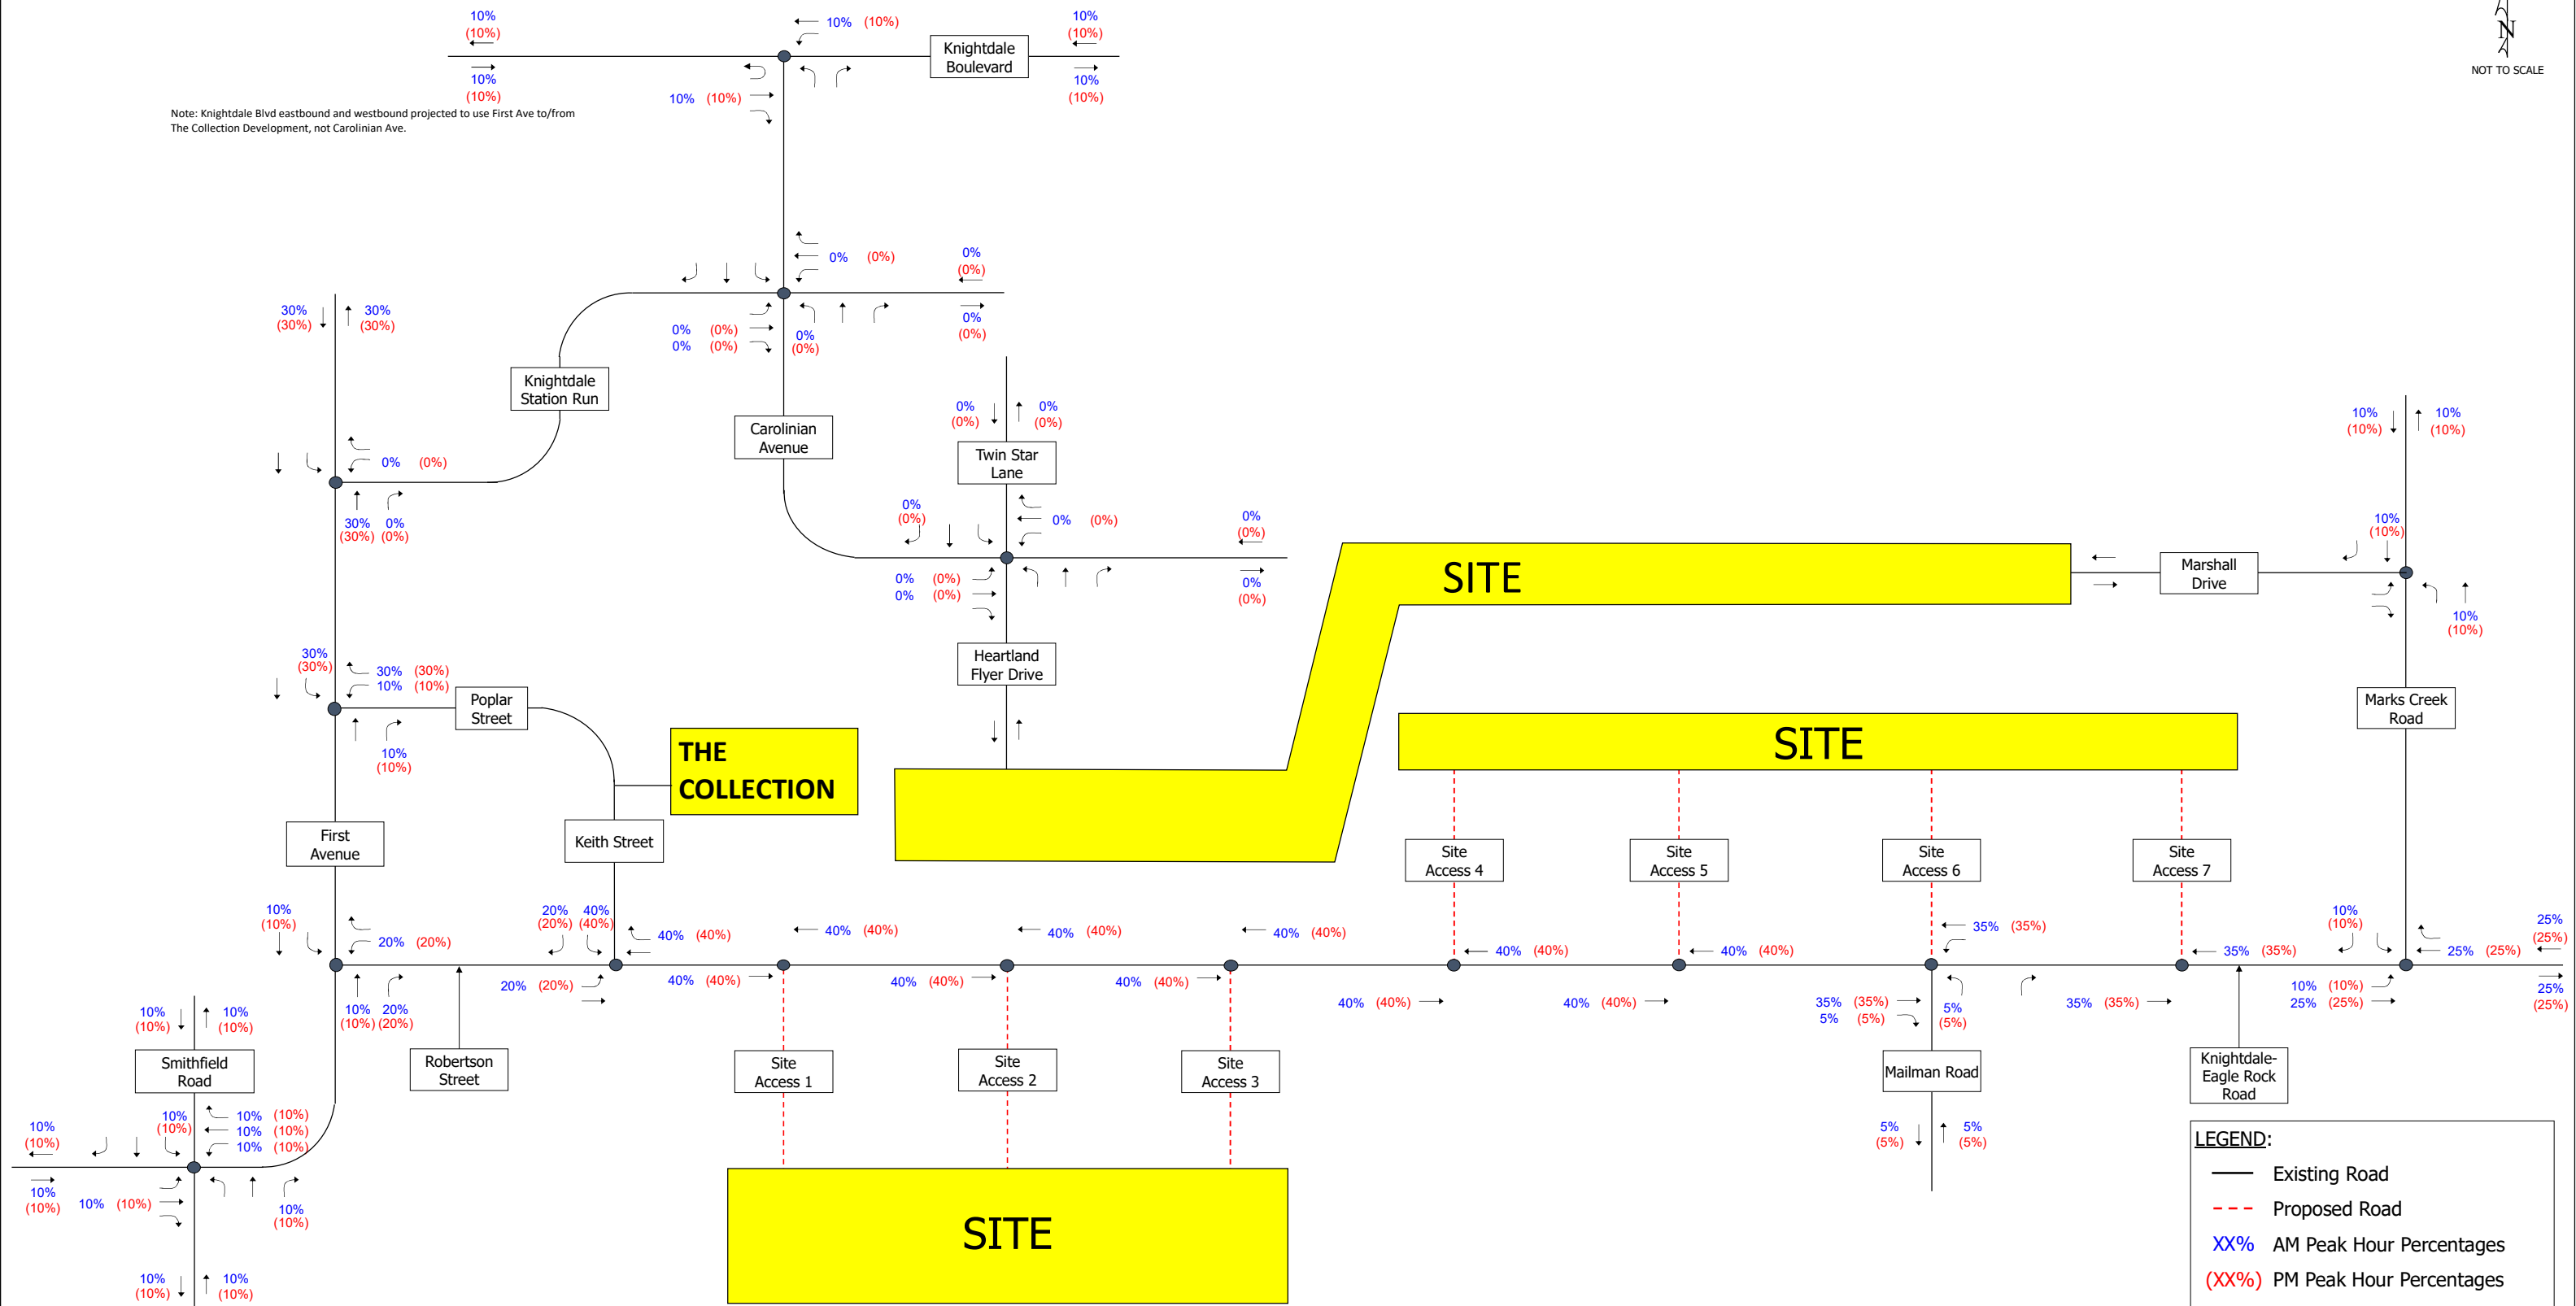 10%
(10%)
10% (10%)
10%
(10%)
N
NOT TO SCALE
Knightdale
Boulevard
10%
(10%)
10% (10%)
10%
(10%)
Note: Knightdale Blvd eastbound and westbound projected to use First Ave to/from
The Collection Development, not Carolinian Ave.
0% (0%)
0%
(0%)
30%
(30%)
30%
(30%)
0% (0%)
0% (0%)
0%
(0%)
0%
(0%)
Knightdale
Station Run
Carolinian
Avenue
0%
(0%)
0%
(0%)
Twin Star
Lane
10%
(10%)
10%
(10%)
0% (0%)
30%
(30%)
0%
(0%)
0%
(0%)
0% (0%)
0%
(0%)
0% (0%)
0% (0%)
0%
(0%)
SITE
Marshall
Drive
10%
(10%)
10%
(10%)
30%
(30%)
30% (30%)
10% (10%)
Poplar
Street
10%
(10%)
Heartland
Flyer Drive
Marks Creek
Road
THE
COLLECTION
SITE
First
Avenue
Keith Street
Site
Access 4
Site
Access 5
Site
Access 6
Site
Access 7
10%
(10%)
20% (20%)
20%
(20%)
40%
(40%)
40% (40%)
40% (40%)
40% (40%)
40% (40%)
40% (40%)
40% (40%)
35% (35%)
35% (35%)
10%
(10%)
25% (25%)
25%
(25%)
10%
(10%)
20%
(20%)
20% (20%)
40% (40%)
40% (40%)
40% (40%)
40% (40%)
40% (40%)
35% (35%)
5% (5%)
5%
(5%)
35% (35%)
10% (10%)
25% (25%)
25%
(25%)
10%
(10%)
10%
(10%)
Smithfield
Road
Robertson
Street
Site
Access 1
Site
Access 2
Site
Access 3
Mailman Road
Knightdale-
Eagle Rock
Road
10%
(10%)
10%
(10%)
10% (10%)
10% (10%)
10% (10%)
5%
(5%)
5%
(5%)
10%
(10%)
10% (10%)
10%
(10%)
SITE
10%
(10%)
10%
(10%)
LEGEND:
Existing Road
Proposed Road
XX% AM Peak Hour Percentages
(XX%) PM Peak Hour Percentages